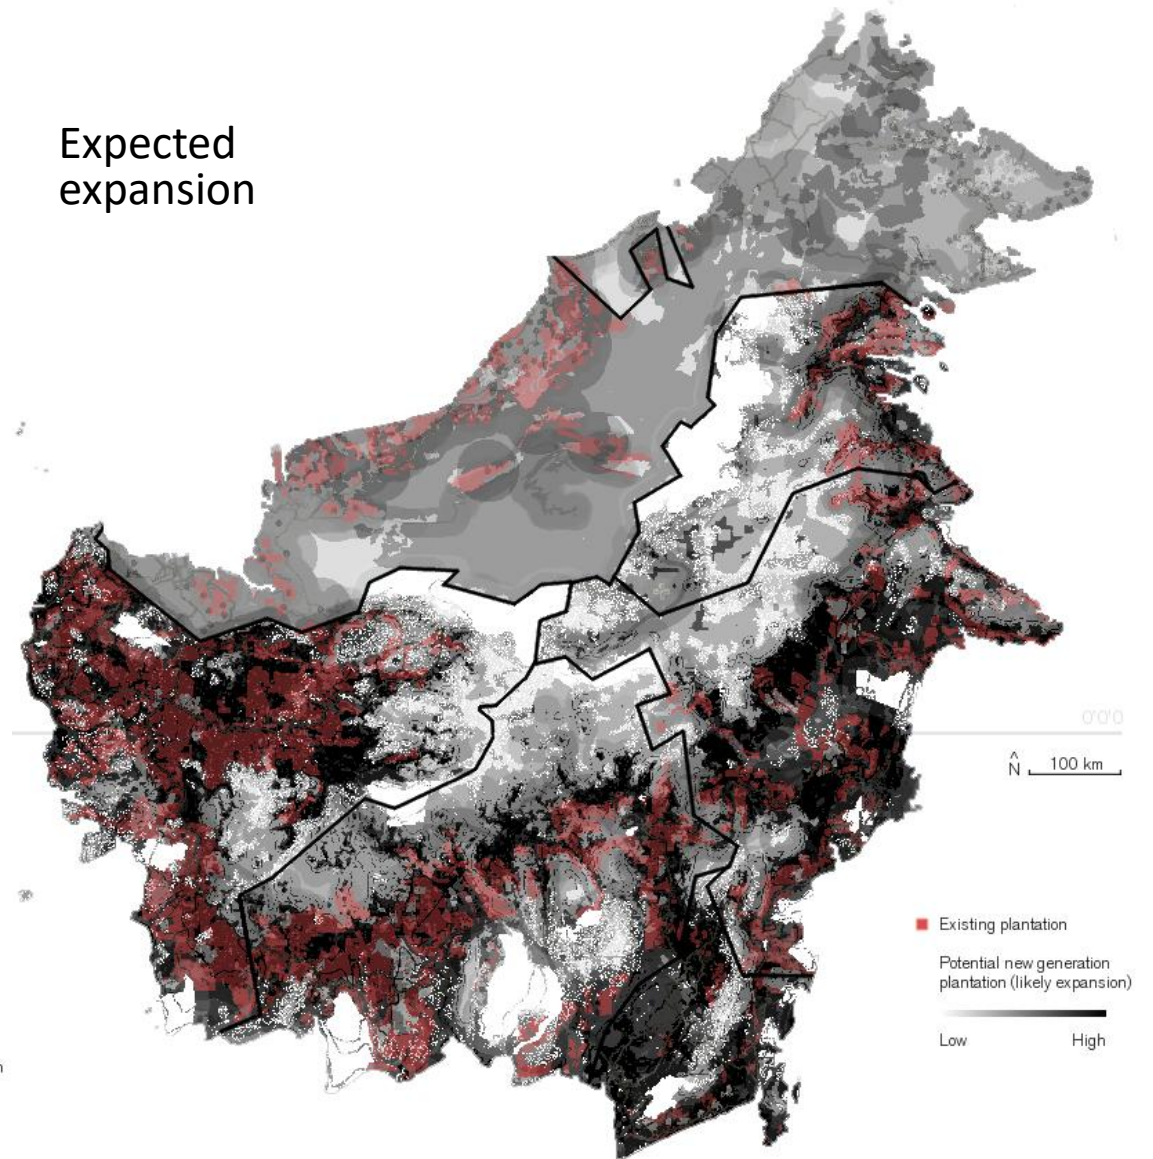 Expected
expansion
0'0'0
N
100 km
Existing plantation
Potential new generation
plantation (likely expansion)
Low
High